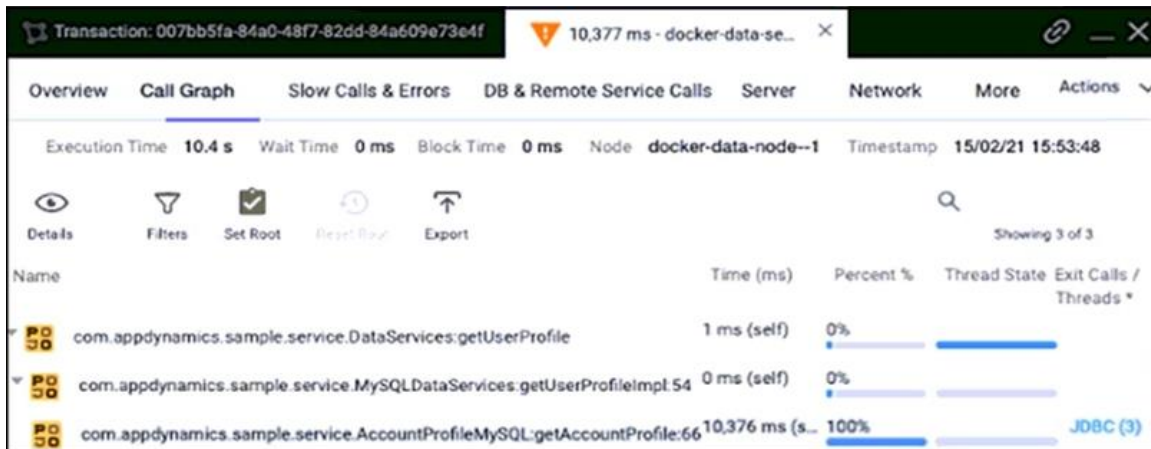 Transaction: 007bb5fa-84a0-48f7-82dd-84a609e73e4f 10,377 ms - docker-data-se...
Overview Call Graph Slow Calls & Errors DB & Remote Service Calls Server Network More Actions
Execution Time 10.4 s Wait Time 0 ms Block Time 0 ms Node docker-data-node--1 Timestamp 15/02/21 15:53:48
Details Filters Set Root Reset Root Export
Showing 3 of 3
Name Time (ms) Percent % Thread State Exit Calls /
Threads *
com.appdynamics.sample.service.DataServices:getUserProfile 1 ms (self) 0%
com.appdynamics.sample.service.MySQLDataServices:getUserProfileImpl:54 0 ms (self) 0%
com.appdynamics.sample.service.AccountProfileMySQL:getAccountProfile:66 10,376 ms (s... 100% JDBC (3)